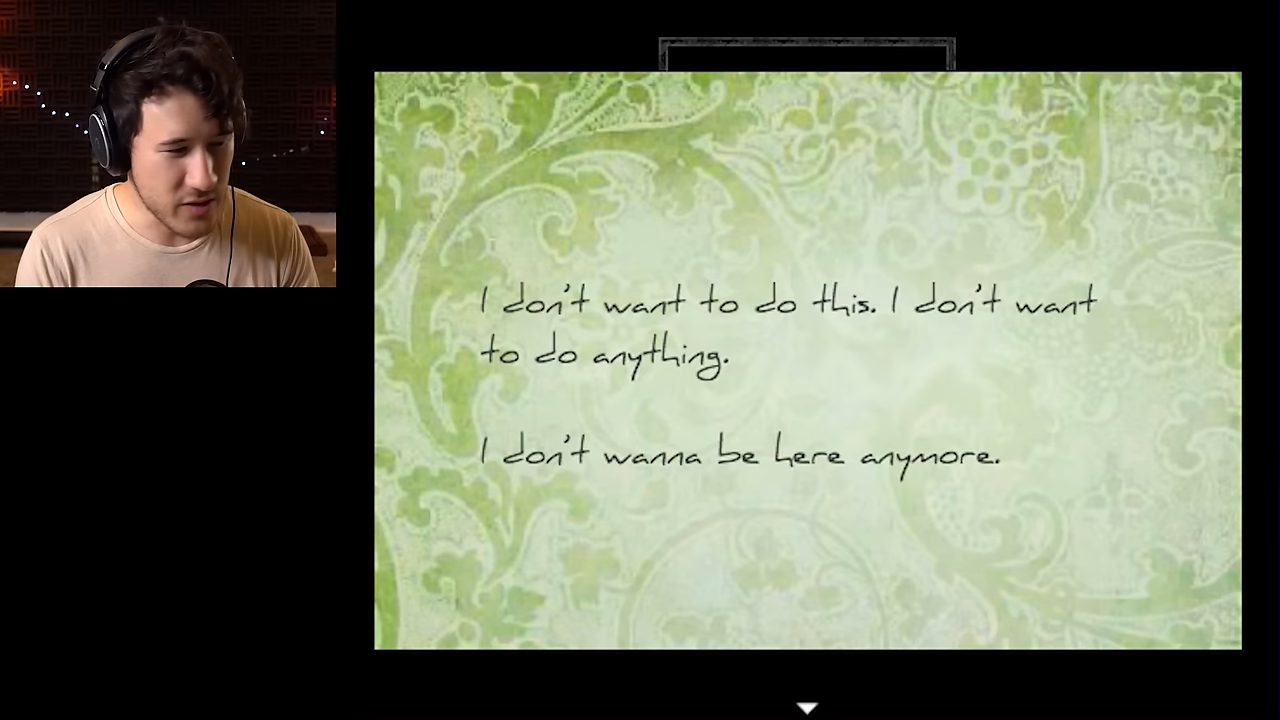 I don't want to do this. I don't want
to do anything.
I don't wanna be here anymore.